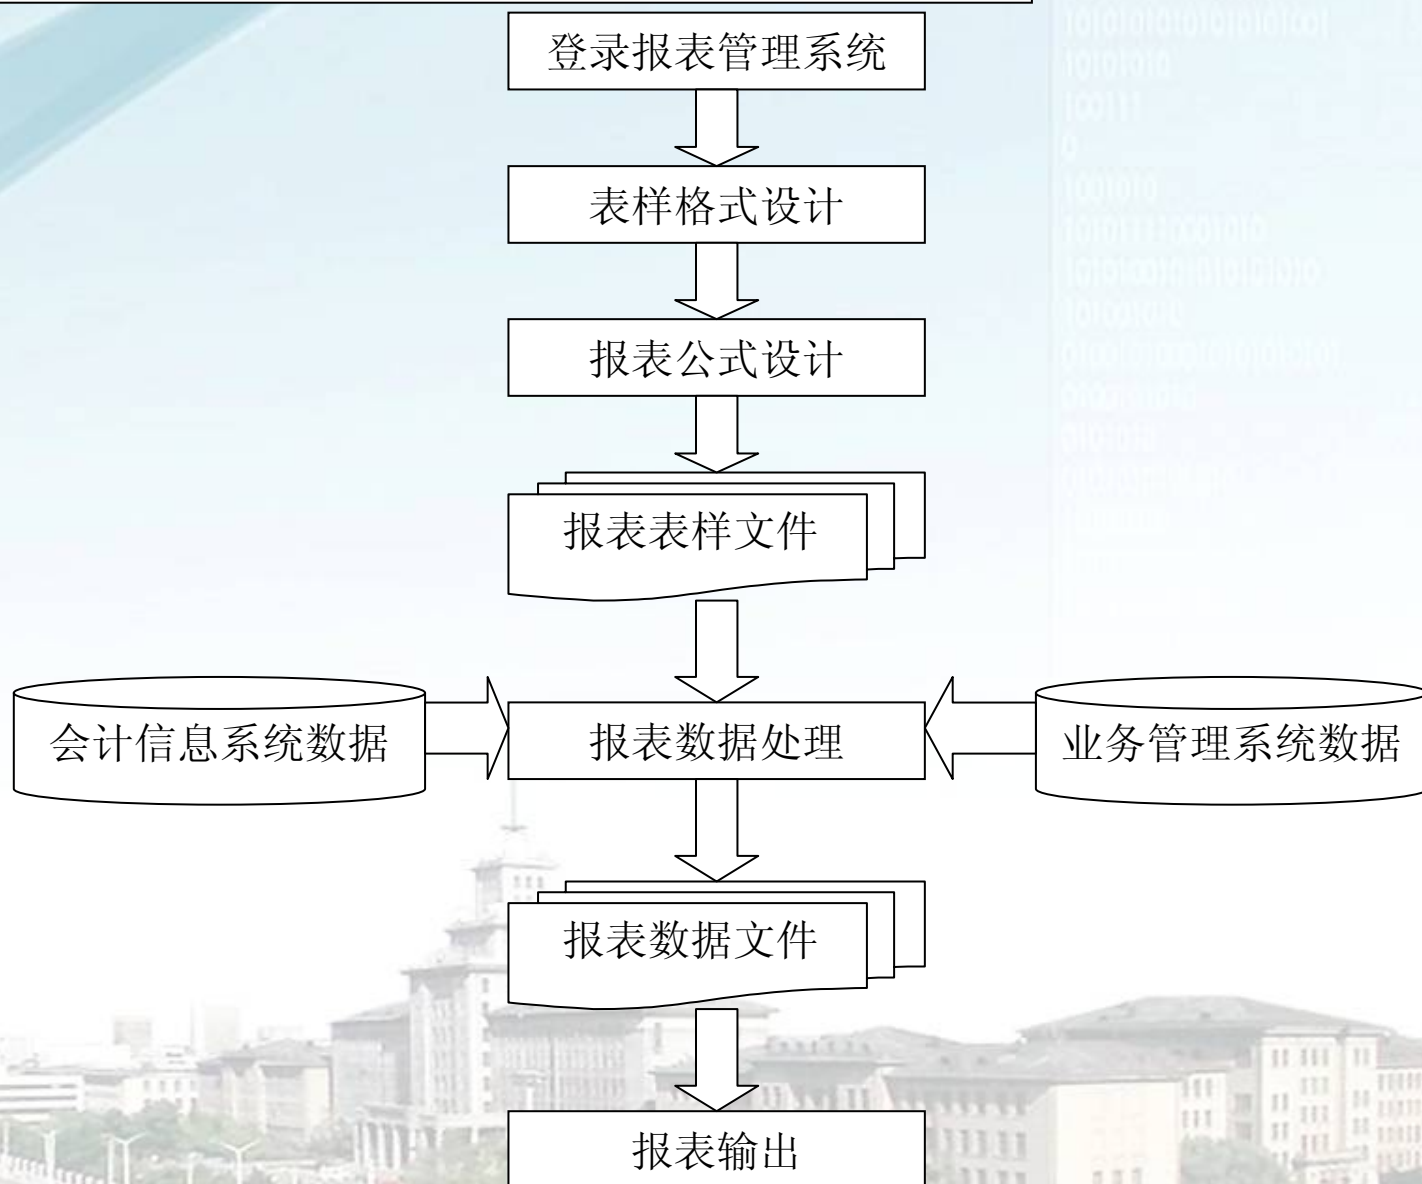 登录报表管理系统
表样格式设计
报表公式设计
报表表样文件
会计信息系统数据
报表数据处理
业务管理系统数据
报表数据文件
报表输出